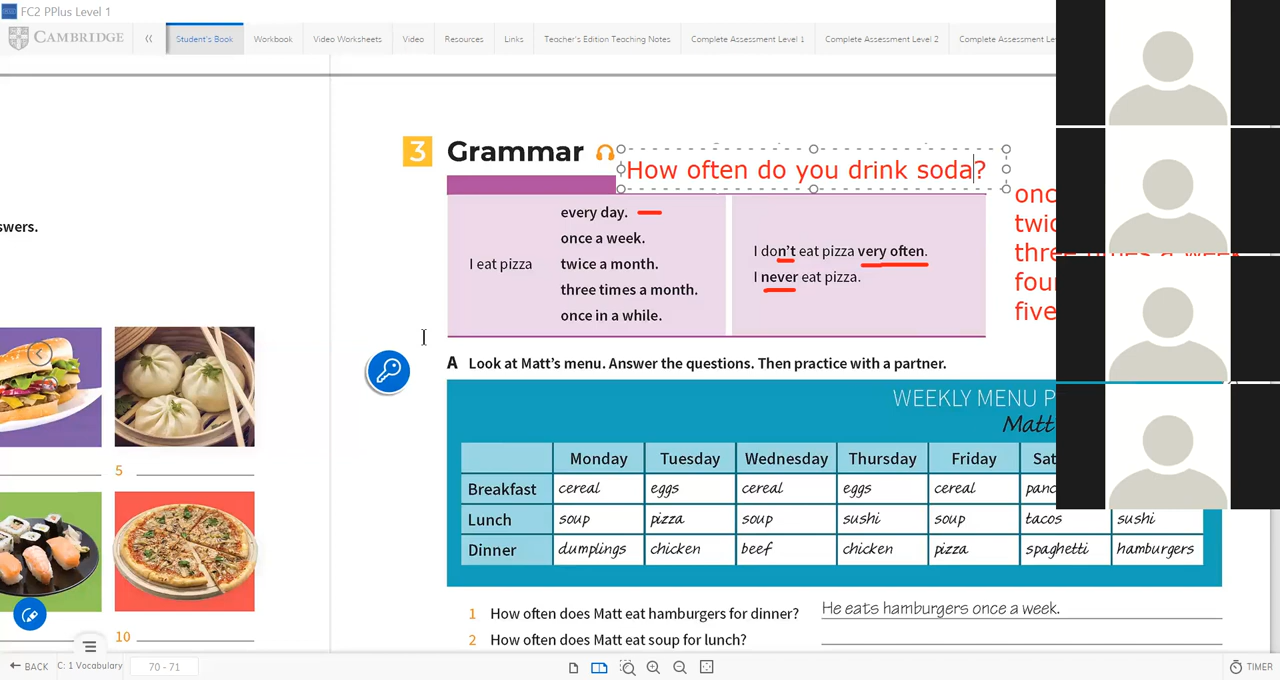 FC2 PPlus Level 1
CAMBRIDGE
Student's Book
Workbook
Video Worksheets
Video
Resources
Links
Teacher's Edition Teaching Notes
Complete Assessment Level 1
Complete Assessment Level 2
Complete Assessment
3 Grammar
How often do you drink soda?
swers.
every day.
once a week.
I eat pizza
twice a month.
three times a month.
once in a while.
I don't eat pizza very often.
I never eat pizza.
three times a week
five
A Look at Matt's menu. Answer the questions. Then practice with a partner.
WEEKLY MENU P
Matt
Monday Tuesday Wednesday Thursday Friday Sat
Breakfast cereal eggs cereal eggs cereal panc
Lunch soup pizza soup sushi soup tacos sushi
Dinner dumplings chicken beef chicken pizza spaghetti hamburgers
5
10
1 How often does Matt eat hamburgers for dinner? He eats hamburgers once a week.
2 How often does Matt eat soup for lunch?
BACK
C: 1 Vocabulary
70 - 71
TIMER